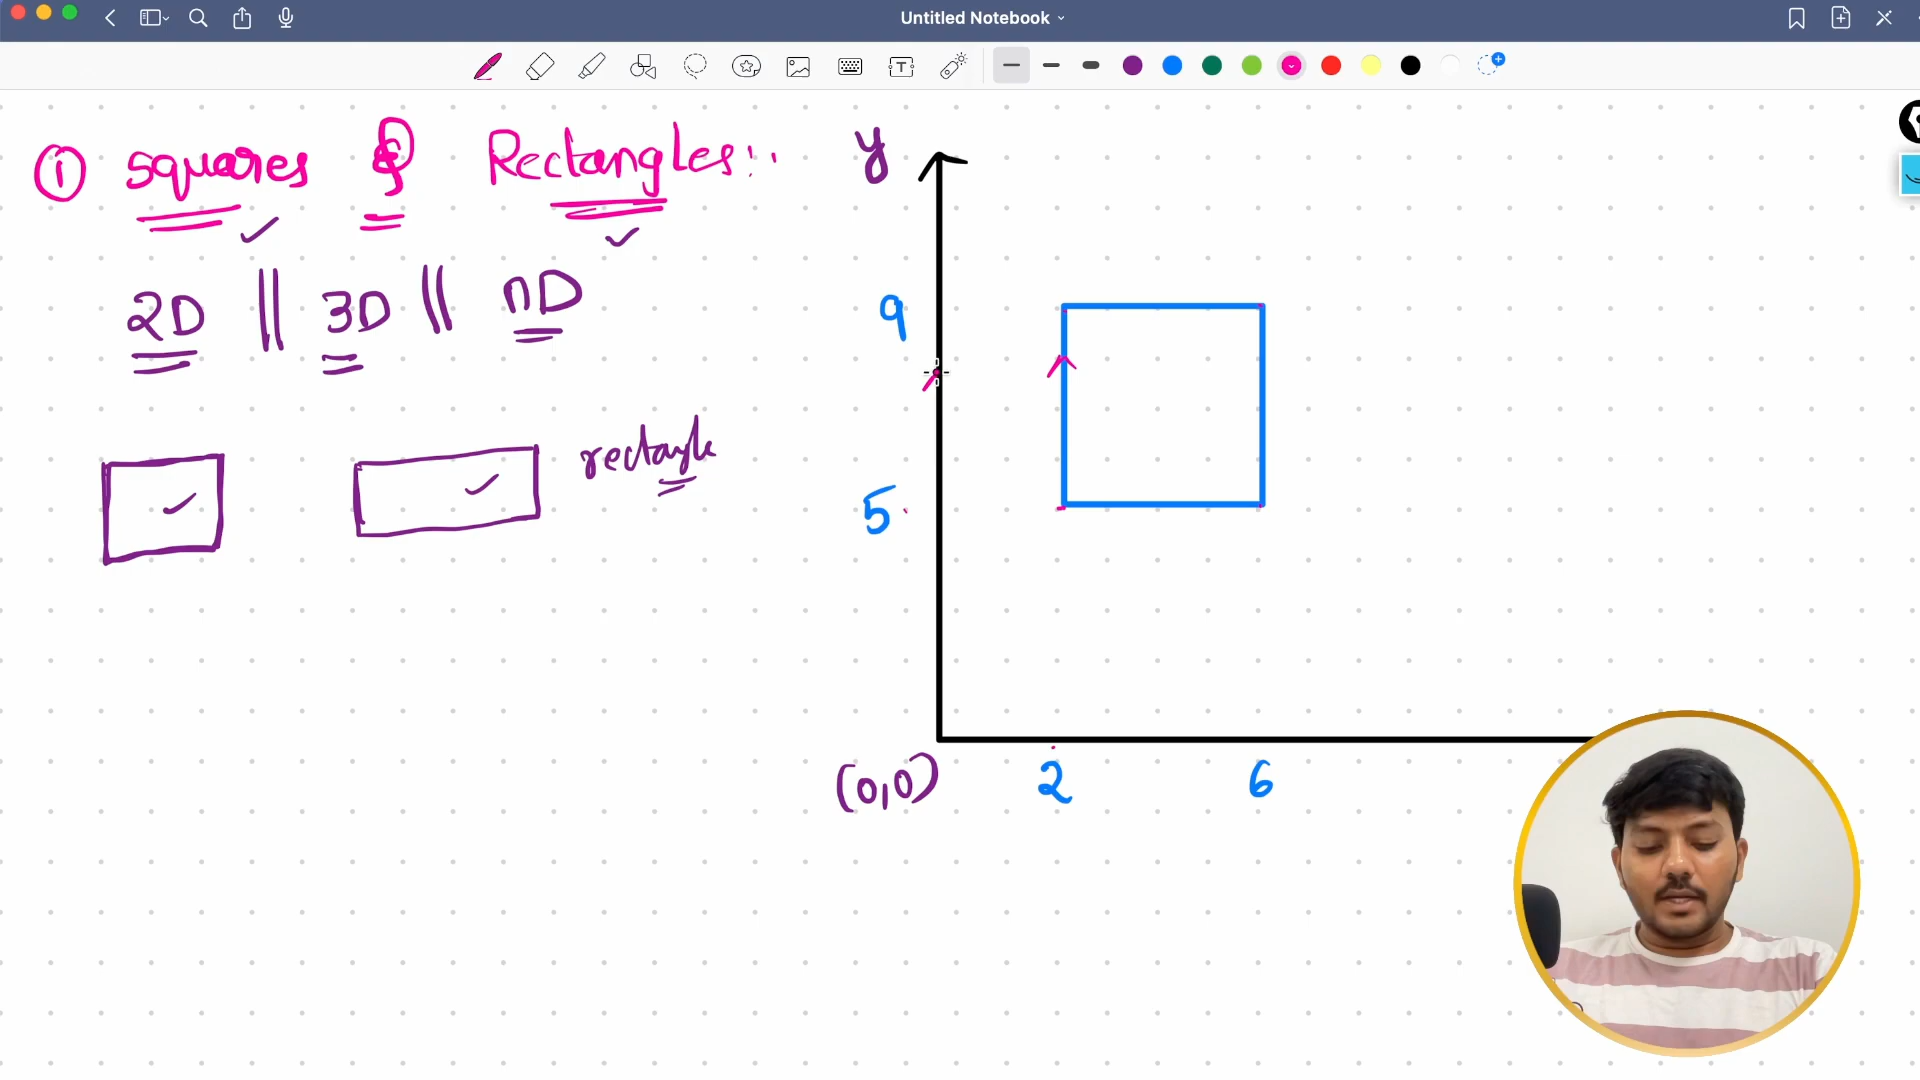 Untitled Notebook
① squares & Rectangles:.
2D || 3D || nD
rectangle
y
9
5
(0,0)
2
6